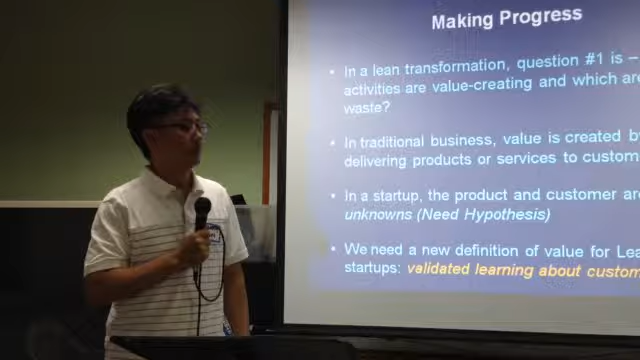 Making Progress
• In a lean transformation, question #1 is –
activities are value-creating and which are
waste?
• In traditional business, value is created by
delivering products or services to custom
• In a startup, the product and customer are
unknowns (Need Hypothesis)
• We need a new definition of value for Lea
startups: validated learning about custom